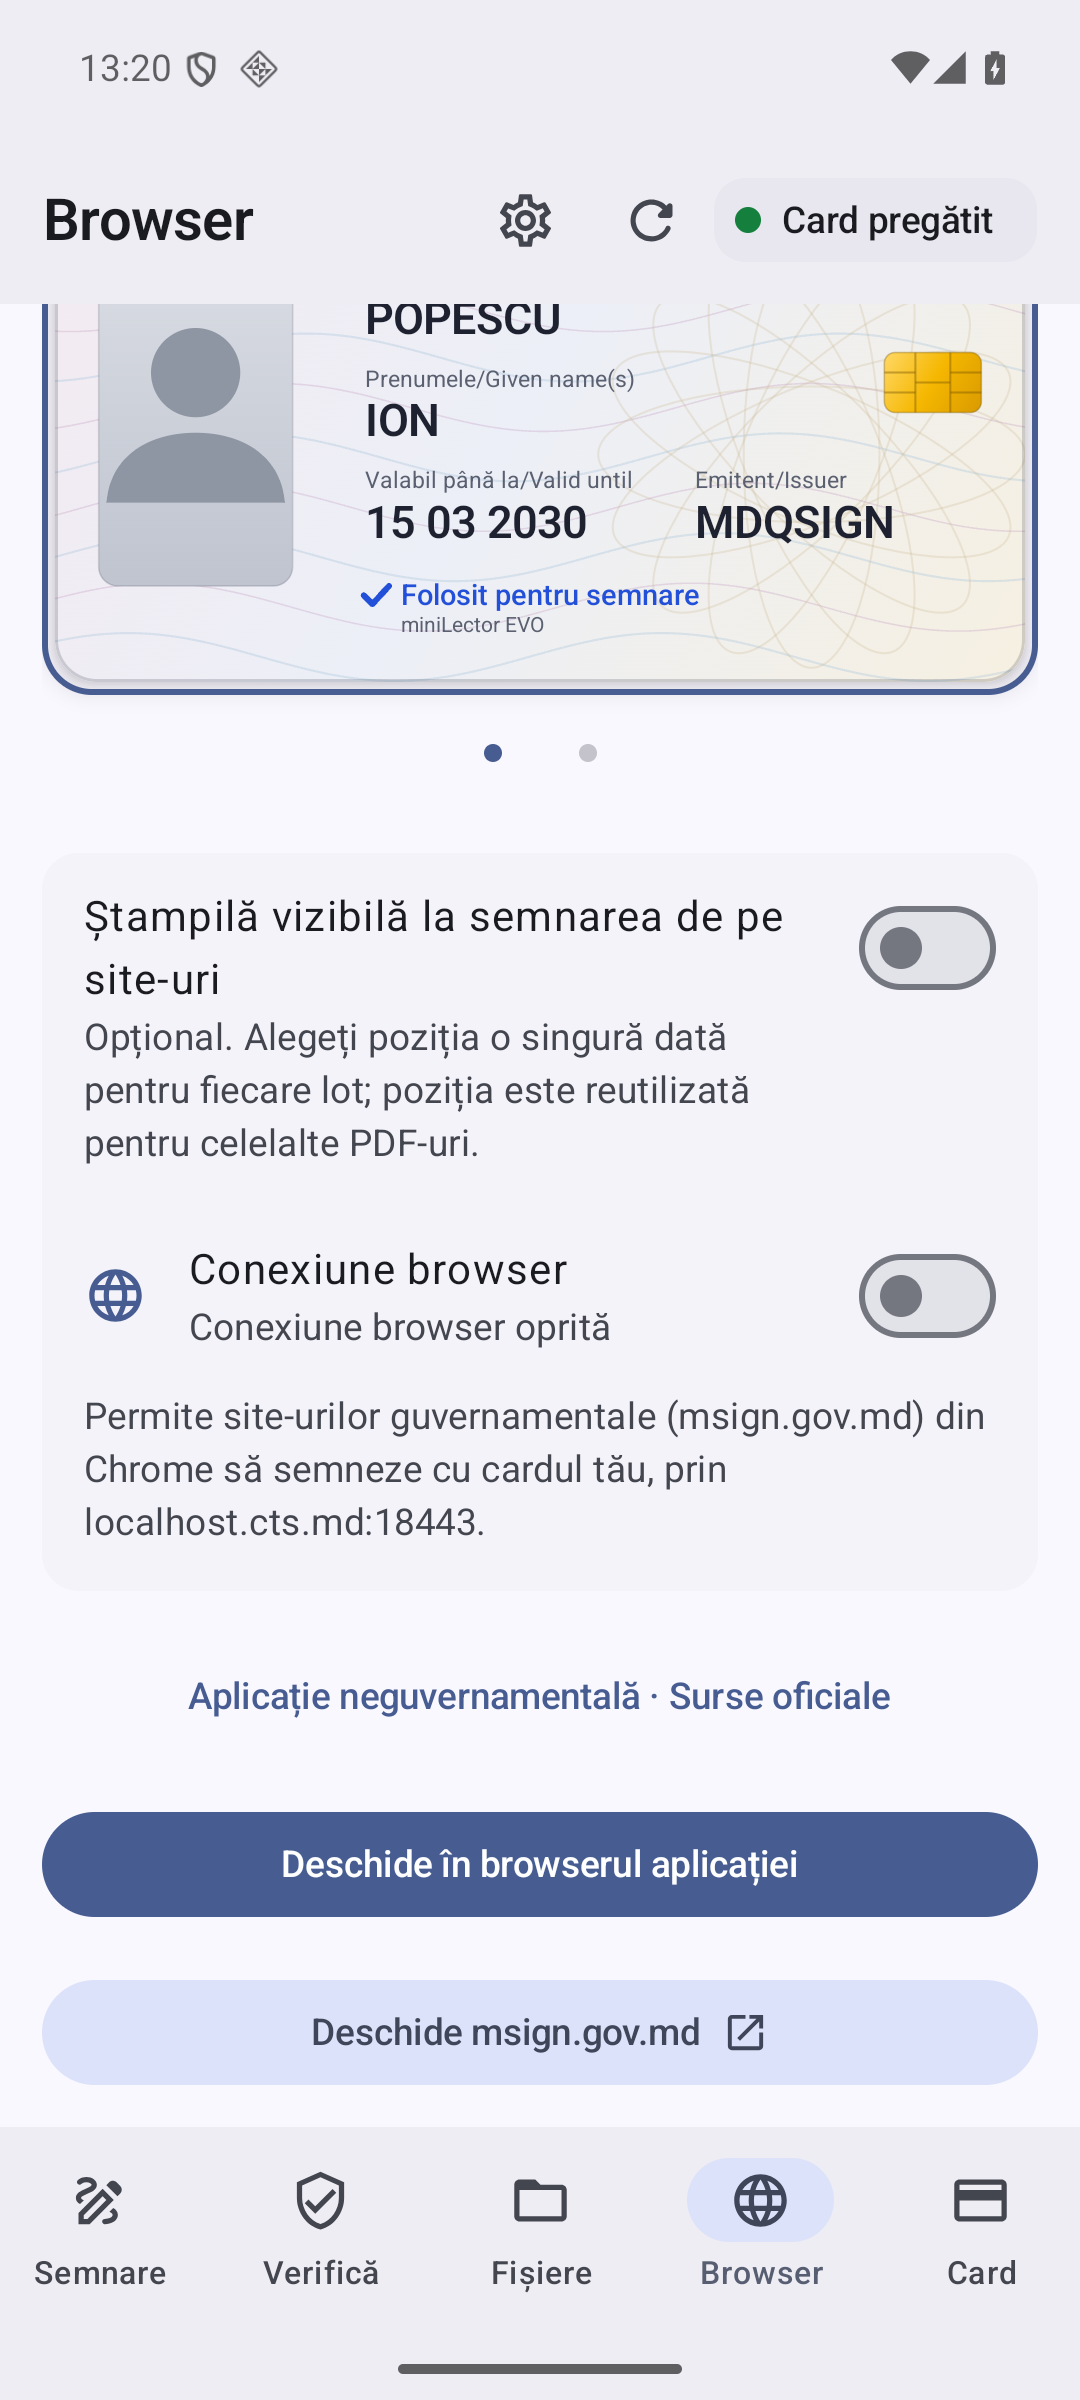 13:20
Browser
Card pregătit
POPESCU
Prenumele/Given name(s)
ION
Valabil până la/Valid until
Emitent/Issuer
15 03 2030
MDQSIGN
Folosit pentru semnare
miniLector EVO
Ștampilă vizibilă la semnarea de pe
site-uri
Opțional. Alegeți poziția o singură dată
pentru fiecare lot; poziția este reutilizată
pentru celelalte PDF-uri.
Conexiune browser
Conexiune browser oprită
Permite site-urilor guvernamentale (msign.gov.md) din
Chrome să semneze cu cardul tău, prin
localhost.cts.md:18443.
Aplicație neguvernamentală · Surse oficiale
Deschide în browserul aplicației
Deschide msign.gov.md
Semnare
Verifică
Fișiere
Browser
Card